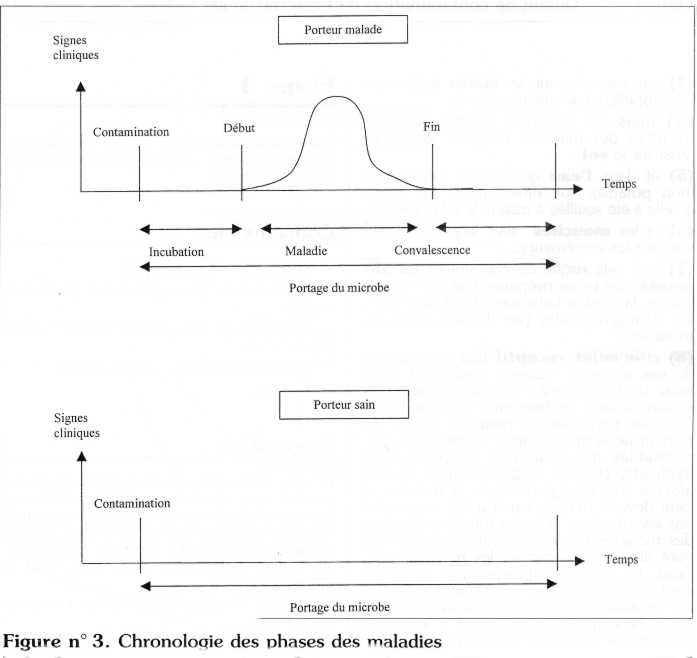 Porteur malade
Signes
cliniques
Contamination
Début
Fin
Temps
Incubation
Maladie
Convalescence
Portage du microbe
Porteur sain
Signes
cliniques
Contamination
Temps
Portage du microbe
Figure n° 3. Chronologie des phases des maladies